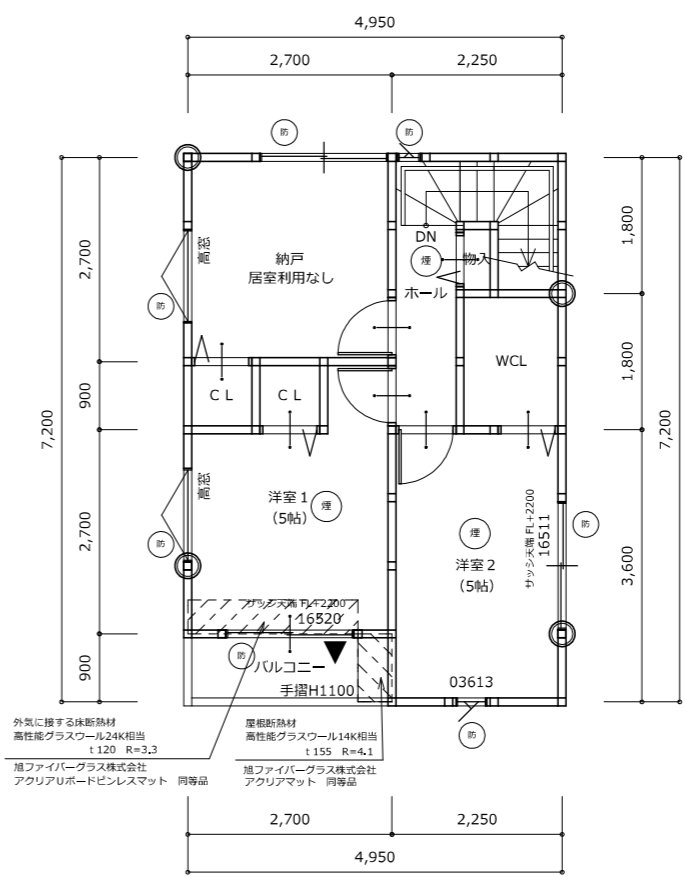 4,950
2,700
2,250
防
防
2,700
900
7,200
2,700
900
1,800
1,800
7,200
3,600
高窓
納戸
居室利用なし
DN
煙
物入
ホール
防
ＣＬ
ＣＬ
WCL
高窓
洋室１
（5帖）
煙
防
煙
洋室２
（5帖）
サッシ天端 FL+2200
16511
防
サッシ天端 FL+2200
16520
防
バルコニー
手摺H1100
03613
防
外気に接する床断熱材
高性能グラスウール24K相当
ｔ120 R=3.3
旭ファイバーグラス株式会社
アクリアUボードピンレスマット 同等品
屋根断熱材
高性能グラスウール14K相当
ｔ155 R=4.1
旭ファイバーグラス株式会社
アクリアマット 同等品
2,700
2,250
4,950